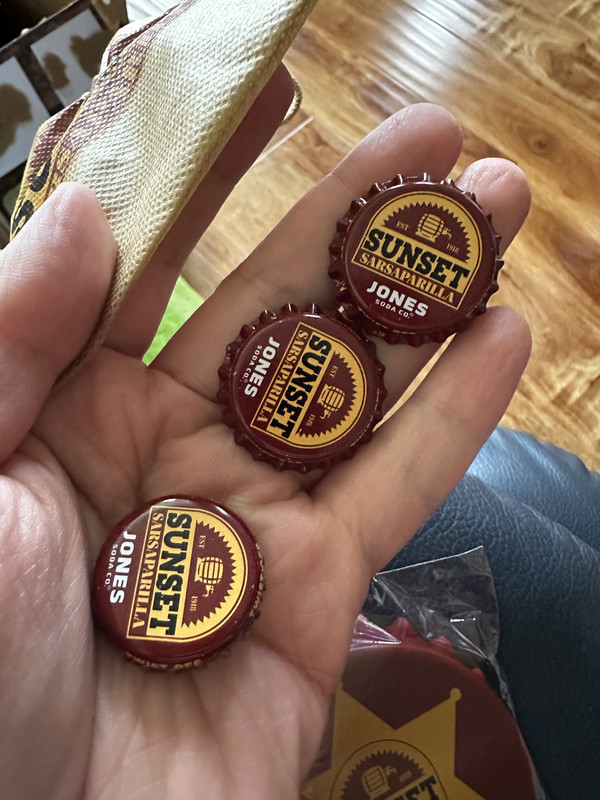 EST 1918
SUNSET
SARSAPARILLA
JONES
SODA CO.
EST 1918
SUNSET
SARSAPARILLA
JONES
SODA CO.
EST 1918
SUNSET
SARSAPARILLA
JONES
SODA CO.